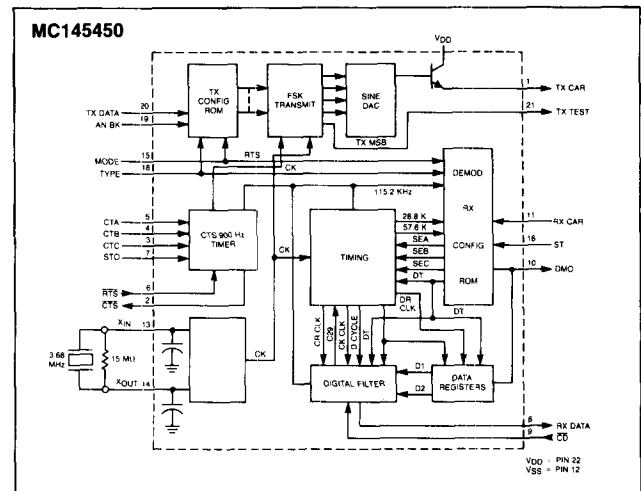 MC145450
VDD
TX DATA 20
AN BK 19
MODE 15
TYPE 18
TX CONFIG ROM
FSK TRANSMIT
SINE DAC
TX MSB
1 TX CAR
21 TX TEST
RTS
CK
115.2 KHz
CTA 5
CTB 4
CTC 3
STO 7
CTS 900 Hz TIMER
RTS 6
CTS 2
CK
TIMING
28.8 K
57.6 K
SEA
SEB
SEC
DT
DR CLK
DEMOD
RX
CONFIG
ROM
11 RX CAR
16 ST
10 DMO
DT
XIN 13
3.68 MHz
15 MΩ
XOUT 14
CK
CR CLK
C29
CK CLK
D CYCLE
DT
DIGITAL FILTER
D1
D2
DATA REGISTERS
8 RX DATA
9 CD
VDD = PIN 22
VSS = PIN 12